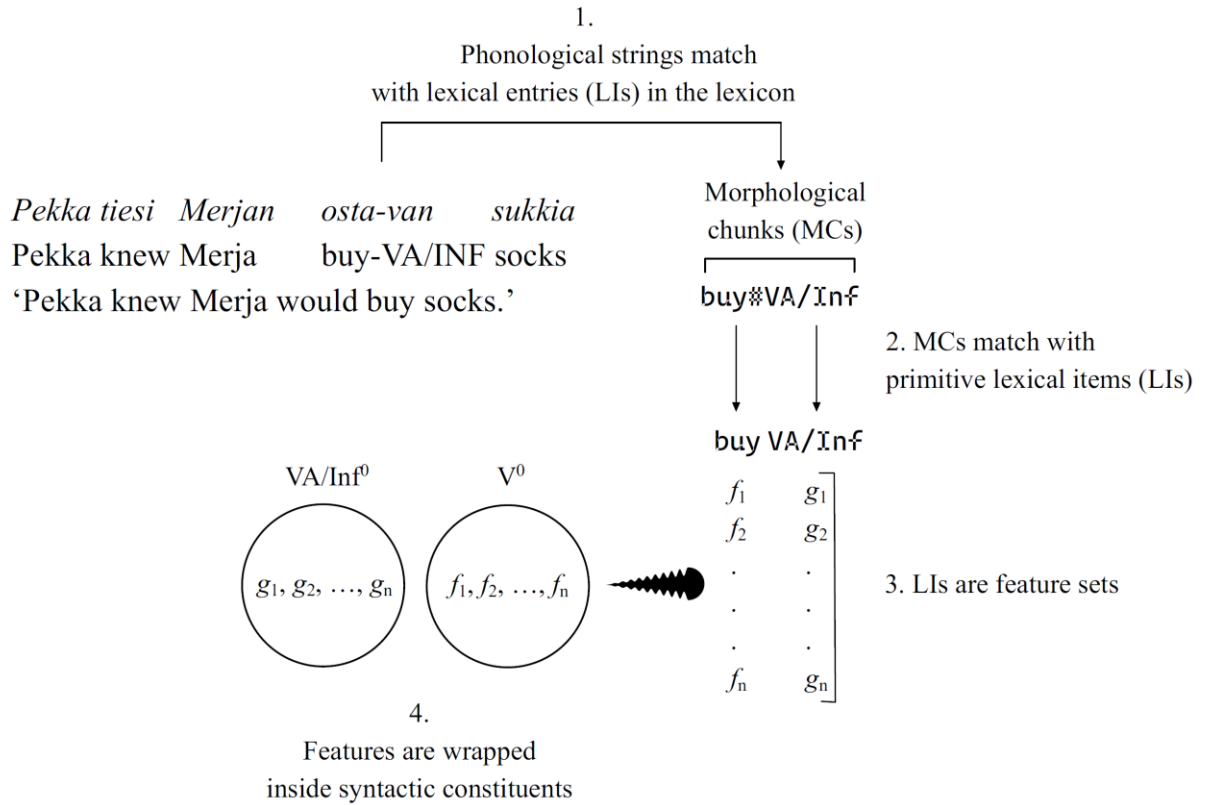 1.
Phonological strings match
with lexical entries (LIs) in the lexicon
Morphological
chunks (MCs)
Pekka tiesi Merjan osta-van sukkia
Pekka knew Merja buy-VA/INF socks
‘Pekka knew Merja would buy socks.’
buy#VA/Inf
2. MCs match with
primitive lexical items (LIs)
buy VA/Inf
VA/Inf⁰ V⁰
f₁ g₁
f₂ g₂
g₁, g₂, …, gₙ f₁, f₂, …, fₙ
. .
. .
. .
fₙ gₙ
3. LIs are feature sets
4.
Features are wrapped
inside syntactic constituents